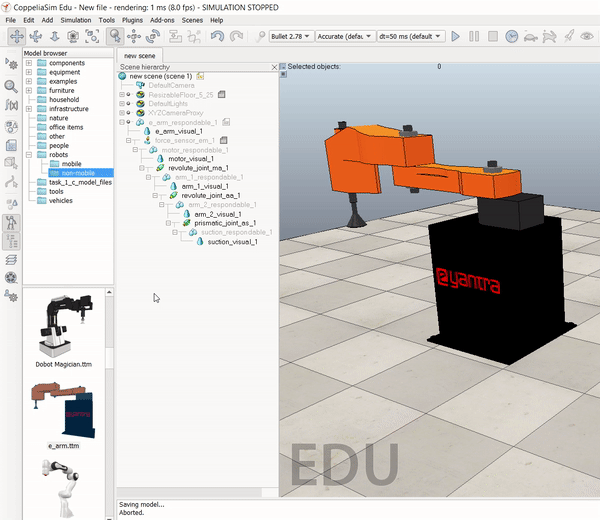 CoppeliaSim Edu - New file - rendering: 1 ms (8.0 fps) - SIMULATION STOPPED
File Edit Add Simulation Tools Plugins Add-ons Scenes Help
Bullet 2.78 Accurate (defau dt=50 ms (default)
Model browser
components
equipment
examples
furniture
household
infrastructure
nature
office items
other
people
robots
mobile
non-mobile
task_1_c_model_files
tools
vehicles
Dobot Magician.ttm
e_arm.ttm
new scene
Scene hierarchy
new scene (scene 1)
DefaultCamera
ResizableFloor_5_25
DefaultLights
XYZCameraProxy
e_arm_respondable_1
e_arm_visual_1
force_sensor_em_1
motor_respondable_1
motor_visual_1
revolute_joint_ma_1
arm_1_respondable_1
arm_1_visual_1
revolute_joint_aa_1
arm_2_respondable_1
arm_2_visual_1
prismatic_joint_as_1
suction_respondable_1
suction_visual_1
Selected objects: 0
eyantra
EDU
Saving model...
Aborted.